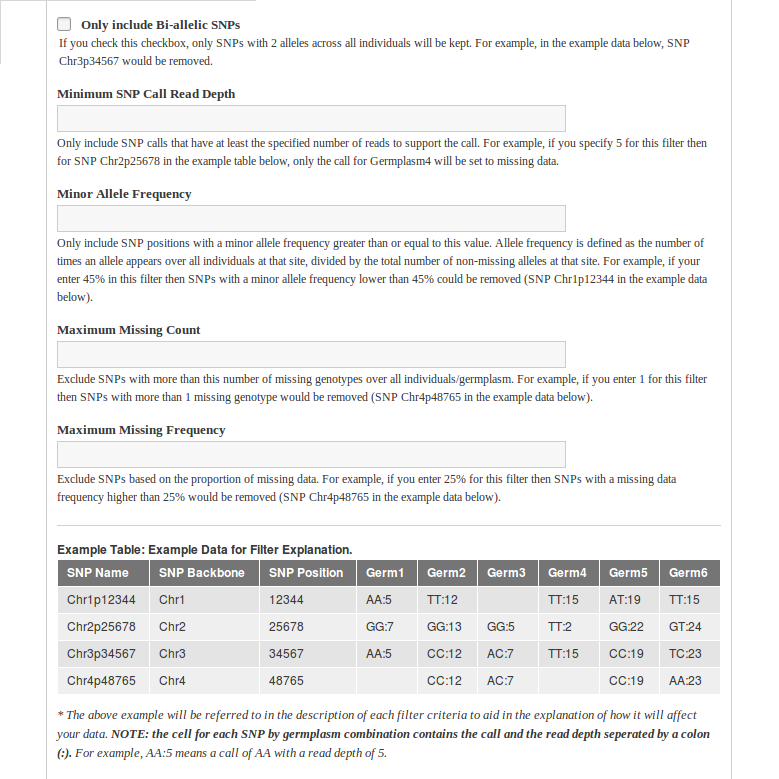 Only include Bi-allelic SNPs
If you check this checkbox, only SNPs with 2 alleles across all individuals will be kept. For example, in the example data below, SNP
Chr3p34567 would be removed.
Minimum SNP Call Read Depth
Only include SNP calls that have at least the specified number of reads to support the call. For example, if you specify 5 for this filter then
for SNP Chr2p25678 in the example table below, only the call for Germplasm4 will be set to missing data.
Minor Allele Frequency
Only include SNP positions with a minor allele frequency greater than or equal to this value. Allele frequency is defined as the number of
times an allele appears over all individuals at that site, divided by the total number of non-missing alleles at that site. For example, if your
enter 45% in this filter then SNPs with a minor allele frequency lower than 45% could be removed (SNP Chr1p12344 in the example data
below).
Maximum Missing Count
Exclude SNPs with more than this number of missing genotypes over all individuals/germplasm. For example, if you enter 1 for this filter
then SNPs with more than 1 missing genotype would be removed (SNP Chr4p48765 in the example data below).
Maximum Missing Frequency
Exclude SNPs based on the proportion of missing data. For example, if you enter 25% for this filter then SNPs with a missing data
frequency higher than 25% would be removed (SNP Chr4p48765 in the example data below).
Example Table: Example Data for Filter Explanation.
SNP Name SNP Backbone SNP Position Germ1 Germ2 Germ3 Germ4 Germ5 Germ6
Chr1p12344 Chr1 12344 AA:5 TT:12 TT:15 AT:19 TT:15
Chr2p25678 Chr2 25678 GG:7 GG:13 GG:5 TT:2 GG:22 GT:24
Chr3p34567 Chr3 34567 AA:5 CC:12 AC:7 TT:15 CC:19 TC:23
Chr4p48765 Chr4 48765 CC:12 AC:7 CC:19 AA:23
* The above example will be referred to in the description of each filter criteria to aid in the explanation of how it will affect
your data. NOTE: the cell for each SNP by germplasm combination contains the call and the read depth seperated by a colon
(:). For example, AA:5 means a call of AA with a read depth of 5.